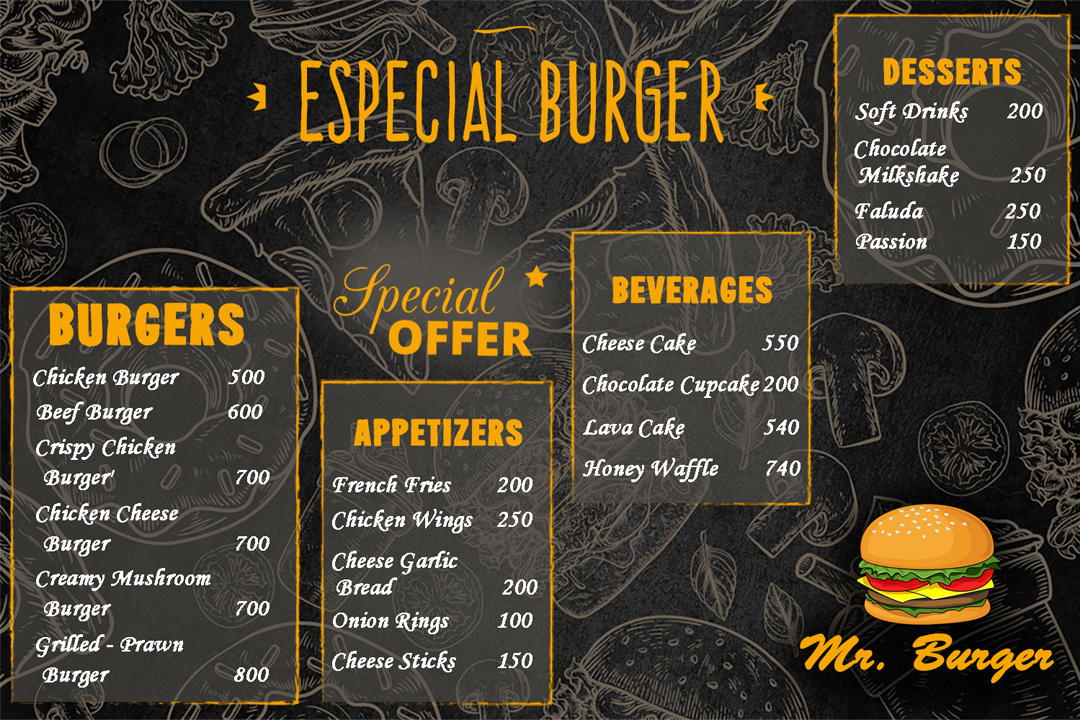 ESPECIAL BURGER
Special
OFFER
BURGERS
Chicken Burger 500
Beef Burger 600
Crispy Chicken
Burger' 700
Chicken Cheese
Burger 700
Creamy Mushroom
Burger 700
Grilled - Prawn
Burger 800
APPETIZERS
French Fries 200
Chicken Wings 250
Cheese Garlic
Bread 200
Onion Rings 100
Cheese Sticks 150
BEVERAGES
Cheese Cake 550
Chocolate Cupcake 200
Lava Cake 540
Honey Waffle 740
DESSERTS
Soft Drinks 200
Chocolate
Milkshake 250
Faluda 250
Passion 150
Mr. Burger